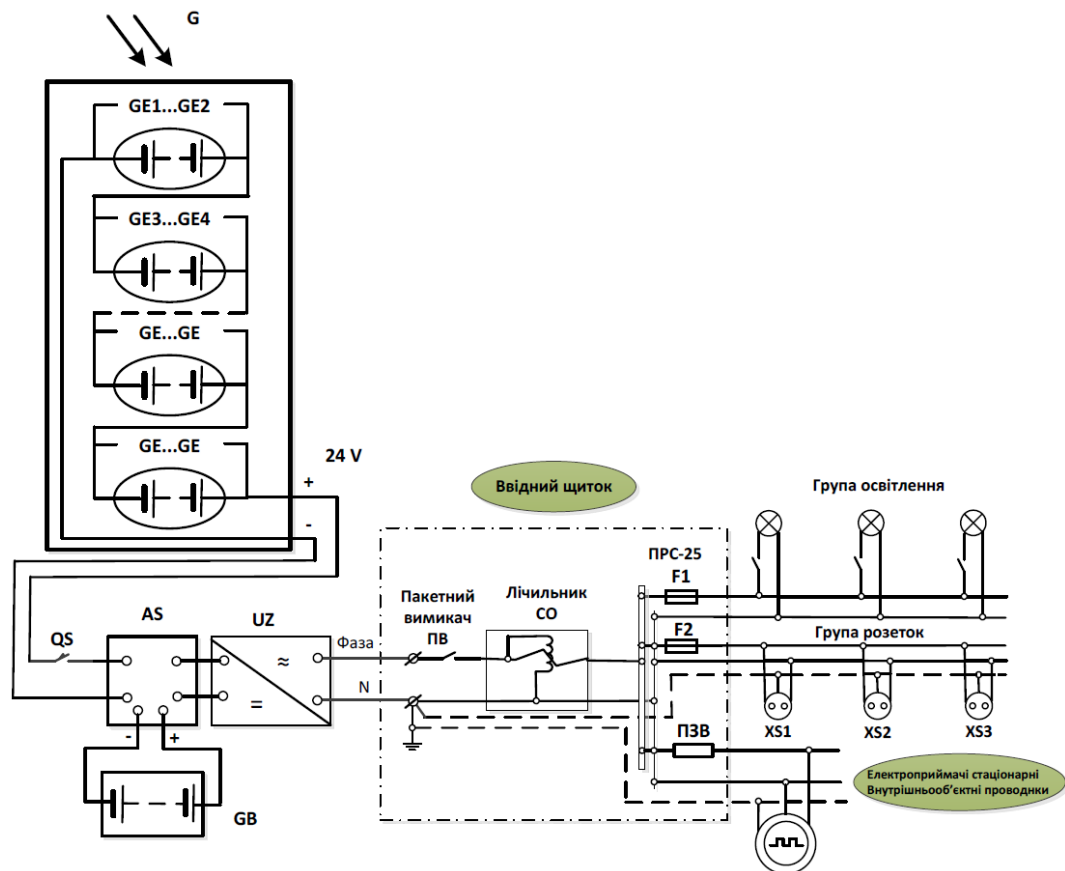 G
GE1...GE2
GE3...GE4
GE...GE
GE...GE
24 V
+
-
Ввідний щиток
Група освітлення
ПРС-25
F1
Пакетний
вимикач
ПВ
Лічильник
СО
AS
UZ
QS
Фаза
≈
F2
Група розеток
N
=
XS1
XS2
XS3
-
+
ПЗВ
Електроприймачі стаціонарні
Внутрішньооб’єктні проводнки
GB